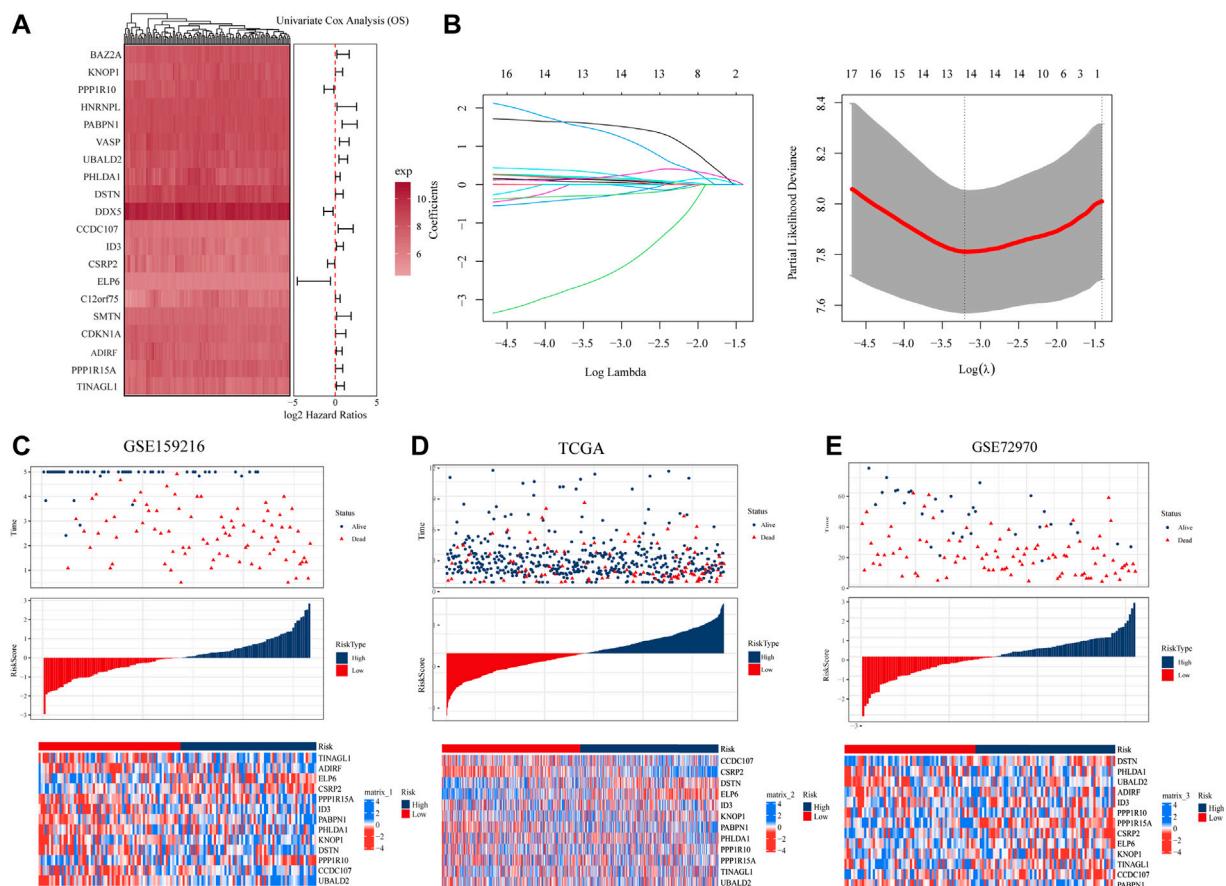 A
Univariate Cox Analysis (OS)
BAZ2A
KNOP1
PPP1R10
HNRNPL
PABPN1
VASP
UBALD2
PHLDA1
DSTN
DDX5
CCDC107
ID3
CSRP2
ELP6
C12orf75
SMTN
CDKN1A
ADIRF
PPP1R15A
TINAGL1
−5 0 5
log2 Hazard Ratios
exp
10
8
6
B
16 14 13 14 13 8 2
2
1
0
−1
−2
−3
Coefficients
−4.5 −4.0 −3.5 −3.0 −2.5 −2.0 −1.5
Log Lambda
17 16 15 14 13 14 14 14 10 6 3 1
8.4
8.2
8.0
7.8
7.6
Partial Likelihood Deviance
−4.5 −4.0 −3.5 −3.0 −2.5 −2.0 −1.5
Log(λ)
C
GSE159216
5
4
3
2
1
Time
Status
Alive
Dead
3
2
1
0
−1
−2
−3
RiskScore
RiskType
High
Low
Risk
TINAGL1
ADIRF
ELP6
CSRP2
PPP1R15A
ID3
PABPN1
PHLDA1
KNOP1
DSTN
PPP1R10
CCDC107
UBALD2
matrix_1
4
2
0
−2
−4
Risk
High
Low
D
TCGA
Time
Status
Alive
Dead
RiskScore
RiskType
High
Low
Risk
CCDC107
CSRP2
DSTN
ELP6
ID3
KNOP1
PABPN1
PHLDA1
PPP1R10
PPP1R15A
TINAGL1
UBALD2
matrix_2
4
2
0
−2
−4
Risk
High
Low
E
GSE72970
60
40
20
0
Time
Status
Alive
Dead
3
2
1
0
−1
−2
−3
RiskScore
RiskType
High
Low
Risk
DSTN
PHLDA1
UBALD2
ADIRF
ID3
PPP1R10
PPP1R15A
CSRP2
ELP6
KNOP1
TINAGL1
CCDC107
PABPN1
matrix_3
4
2
0
−2
−4
Risk
High
Low